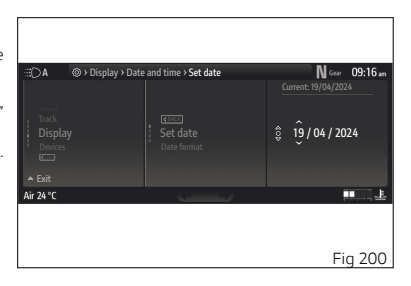 e
A
> Display > Date and time > Set date
N Gear
09:16 am
Current: 19/04/2024
Track
Display
Devices
Exit
BACK
Set date
Date format
19 / 04 / 2024
Air 24 °C
"
.
Fig 200